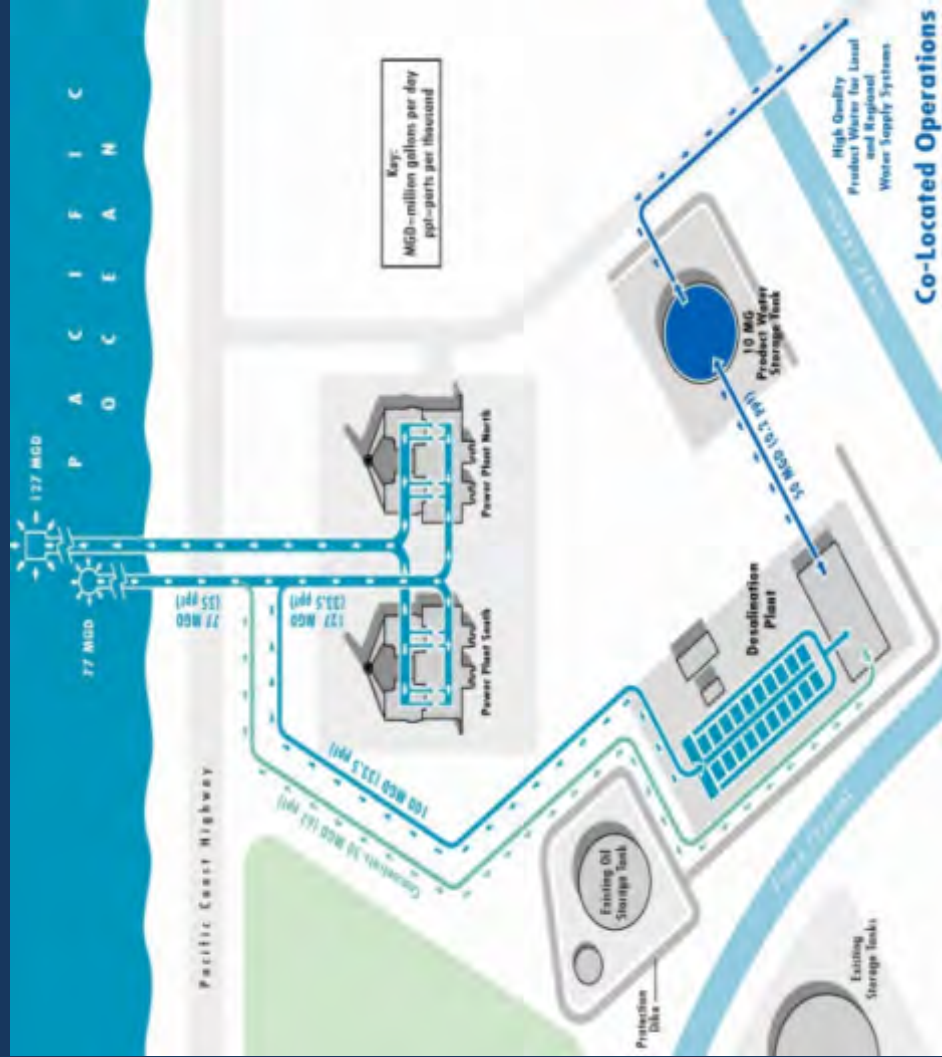 PACIFIC
OCEAN
127 MGD
77 MGD
77 MGD
(55 ppt)
127 MGD
(33.5 ppt)
Pacific Coast Highway
Key:
MGD=million gallons per day
ppt=parts per thousand
Power Plant North
Power Plant South
100 MGD (33.5 ppt)
Concentrate 50 MGD (67 ppt)
Desalination
Plant
50 MGD
10 MG
Product Water
Storage Tank
High Quality
Product Water for Local
and Regional
Water Supply Systems
Existing Oil
Storage Tank
Protection
Dike
Existing
Storage Tanks
Co-Located Operations